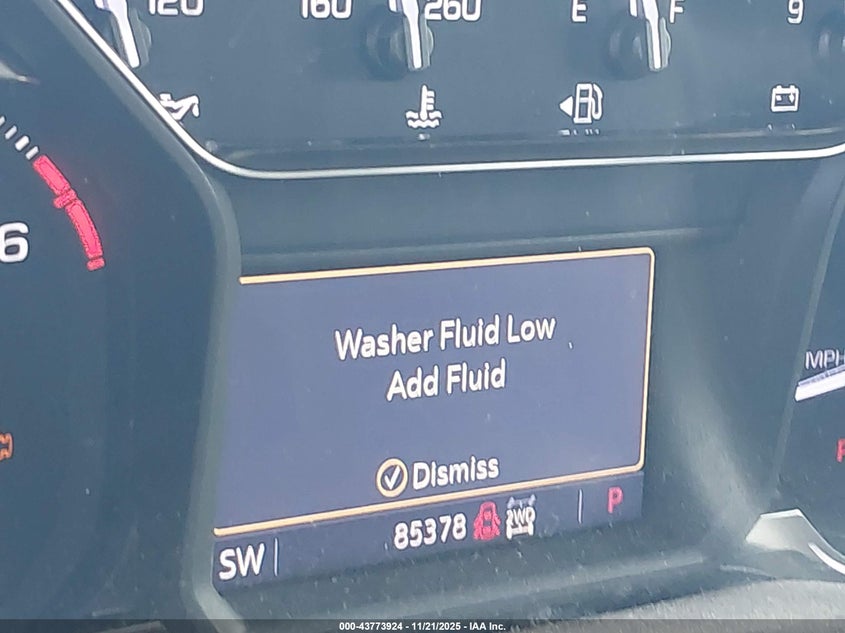 120 160 260 E F 9
6
Washer Fluid Low
Add Fluid
Dismiss
MPH
85378 2WD P
SW
000-43773924 - 11/21/2025 - IAA Inc.